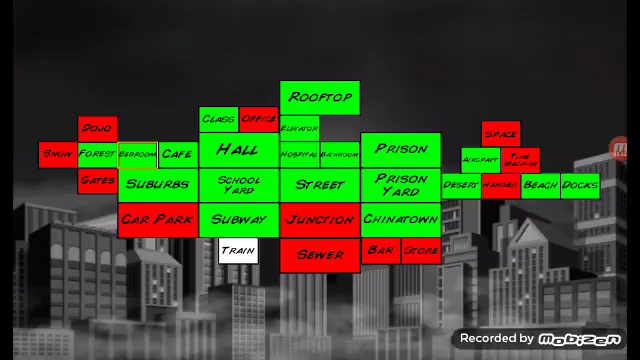 ROOFTOP
CLASS OFFICE
ELEVATOR
DOJO
SPACE
SNOW FOREST BEDROOM CAFE HALL HOSPITAL BATHROOM PRISON
AIRCRAFT TIME MACHINE
GATES SUBURBS SCHOOL YARD STREET PRISON YARD
DESERT HANGER BEACH DOCKS
CAR PARK SUBWAY JUNCTION CHINATOWN
TRAIN SEWER BAR STORE
Recorded by MOBIZEN